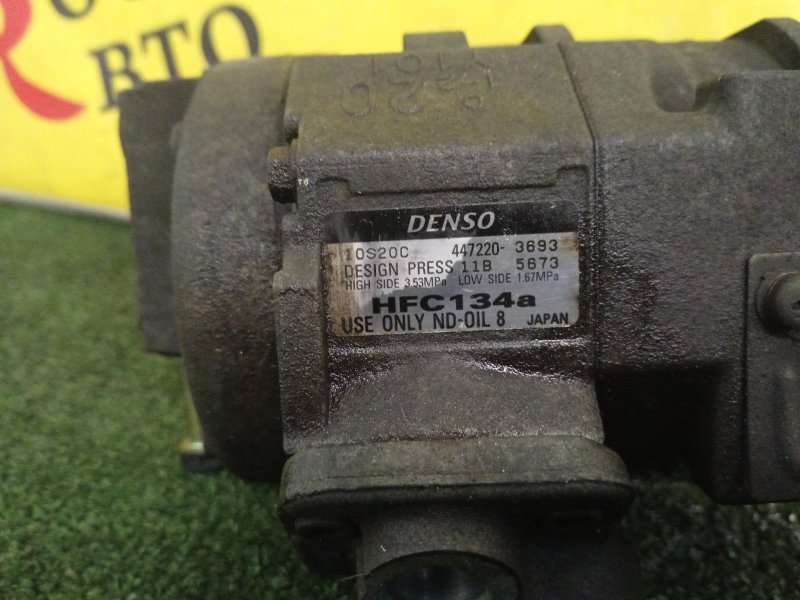 АВТО
DENSO
10S20C 447220- 3693
DESIGN PRESS 11B 5673
HIGH SIDE 3.53MPa LOW SIDE 1.67MPa
HFC134a
USE ONLY ND-OIL 8 JAPAN